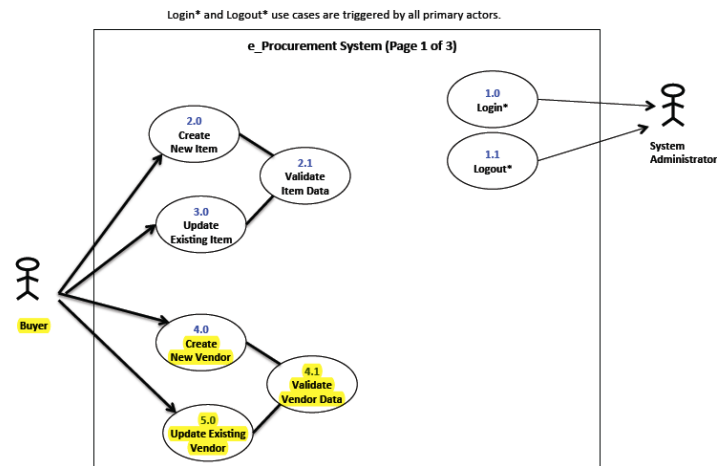 Login* and Logout* use cases are triggered by all primary actors.
e_Procurement System (Page 1 of 3)
1.0
Login*
2.0
Create
New Item
System
Administrator
1.1
Logout*
2.1
Validate
Item Data
3.0
Update
Existing Item
Buyer
4.0
Create
New Vendor
4.1
Validate
Vendor Data
5.0
Update Existing
Vendor